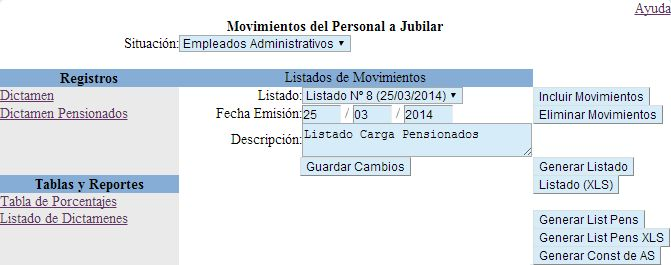 Ayuda
Movimientos del Personal a Jubilar
Situación: Empleados Administrativos
Registros
Dictamen
Dictamen Pensionados
Listados de Movimientos
Listado: Listado Nº 8 (25/03/2014)
Fecha Emisión: 25 / 03 / 2014
Descripción: Listado Carga Pensionados
Guardar Cambios
Incluir Movimientos
Eliminar Movimientos
Generar Listado
Listado (XLS)
Tablas y Reportes
Tabla de Porcentajes
Listado de Dictamenes
Generar List Pens
Generar List Pens XLS
Generar Const de AS